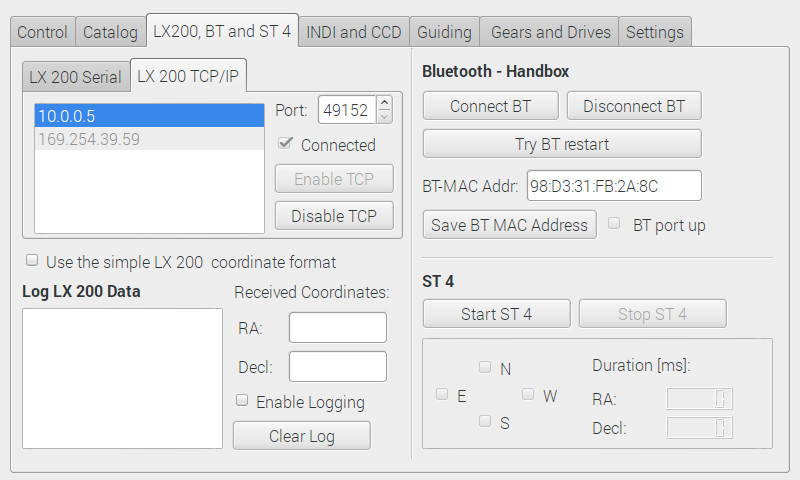 Control Catalog LX200, BT and ST 4 INDI and CCD Guiding Gears and Drives Settings
LX 200 Serial LX 200 TCP/IP
10.0.0.5
169.254.39.59
Port: 49152
Connected
Enable TCP
Disable TCP
Use the simple LX 200 coordinate format
Log LX 200 Data
Received Coordinates:
RA:
Decl:
Enable Logging
Clear Log
Bluetooth - Handbox
Connect BT Disconnect BT
Try BT restart
BT-MAC Addr: 98:D3:31:FB:2A:8C
Save BT MAC Address BT port up
ST 4
Start ST 4 Stop ST 4
N
E W
S
Duration [ms]:
RA: 0
Decl: 0